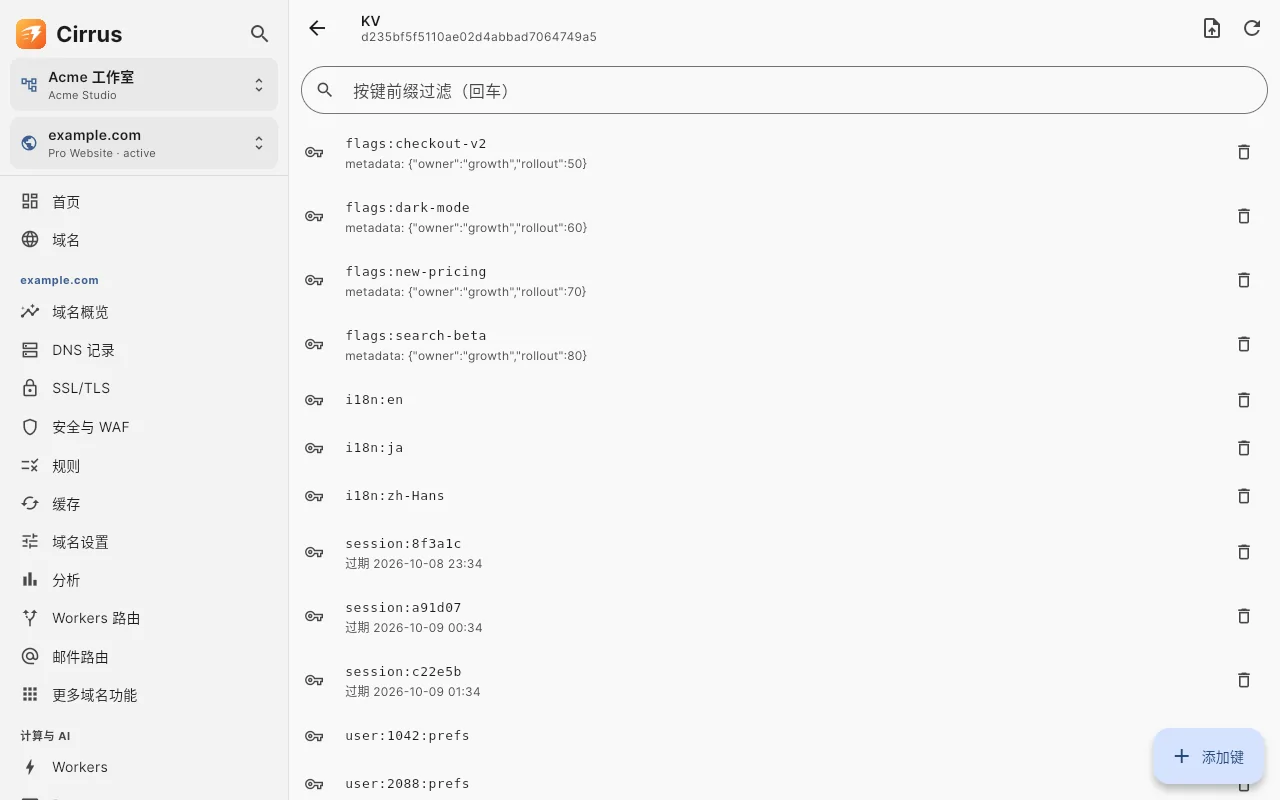 Cirrus
Acme 工作室
Acme Studio
example.com
Pro Website · active
首页
域名
example.com
域名概览
DNS 记录
SSL/TLS
安全与 WAF
规则
缓存
域名设置
分析
Workers 路由
邮件路由
更多域名功能
计算与 AI
Workers
KV
d235bf5f5110ae02d4abbad7064749a5
按键前缀过滤（回车）
flags:checkout-v2
metadata: {"owner":"growth","rollout":50}
flags:dark-mode
metadata: {"owner":"growth","rollout":60}
flags:new-pricing
metadata: {"owner":"growth","rollout":70}
flags:search-beta
metadata: {"owner":"growth","rollout":80}
i18n:en
i18n:ja
i18n:zh-Hans
session:8f3a1c
过期 2026-10-08 23:34
session:a91d07
过期 2026-10-09 00:34
session:c22e5b
过期 2026-10-09 01:34
user:1042:prefs
user:2088:prefs
添加键